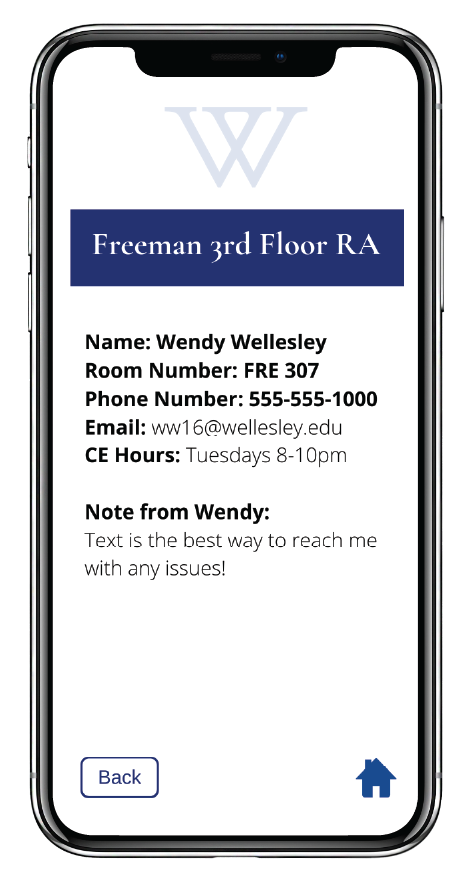 W
Freeman 3rd Floor RA
Name: Wendy Wellesley
Room Number: FRE 307
Phone Number: 555-555-1000
Email: ww16@wellesley.edu
CE Hours: Tuesdays 8-10pm
Note from Wendy:
Text is the best way to reach me
with any issues!
Back